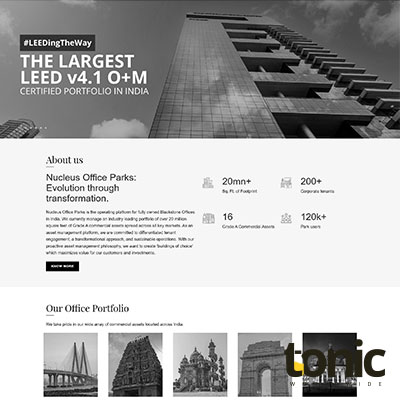 #LEEDingTheWay
THE LARGEST
LEED v4.1 O+M
CERTIFIED PORTFOLIO IN INDIA
About us
Nucleus Office Parks:
Evolution through
transformation.
Nucleus Office Parks is the operating platform for fully owned Blackstone Offices
in India. We currently manage an industry leading portfolio of over 20 million
square feet of Grade A commercial assets spread across all key markets. As an
asset management platform, we are committed to differentiated tenant
engagement, a transformational approach, and sustainable operations. With our
proactive asset management philosophy, we want to create 'buildings of choice'
which maximizes value for our customers and investments.
KNOW MORE
20mn+
Sq. Ft. of Footprint
200+
Corporate tenants
16
Grade A Commercial Assets
120k+
Park users
Our Office Portfolio
We take pride in our wide array of commercial assets located across India
tonic
WORLDWIDE